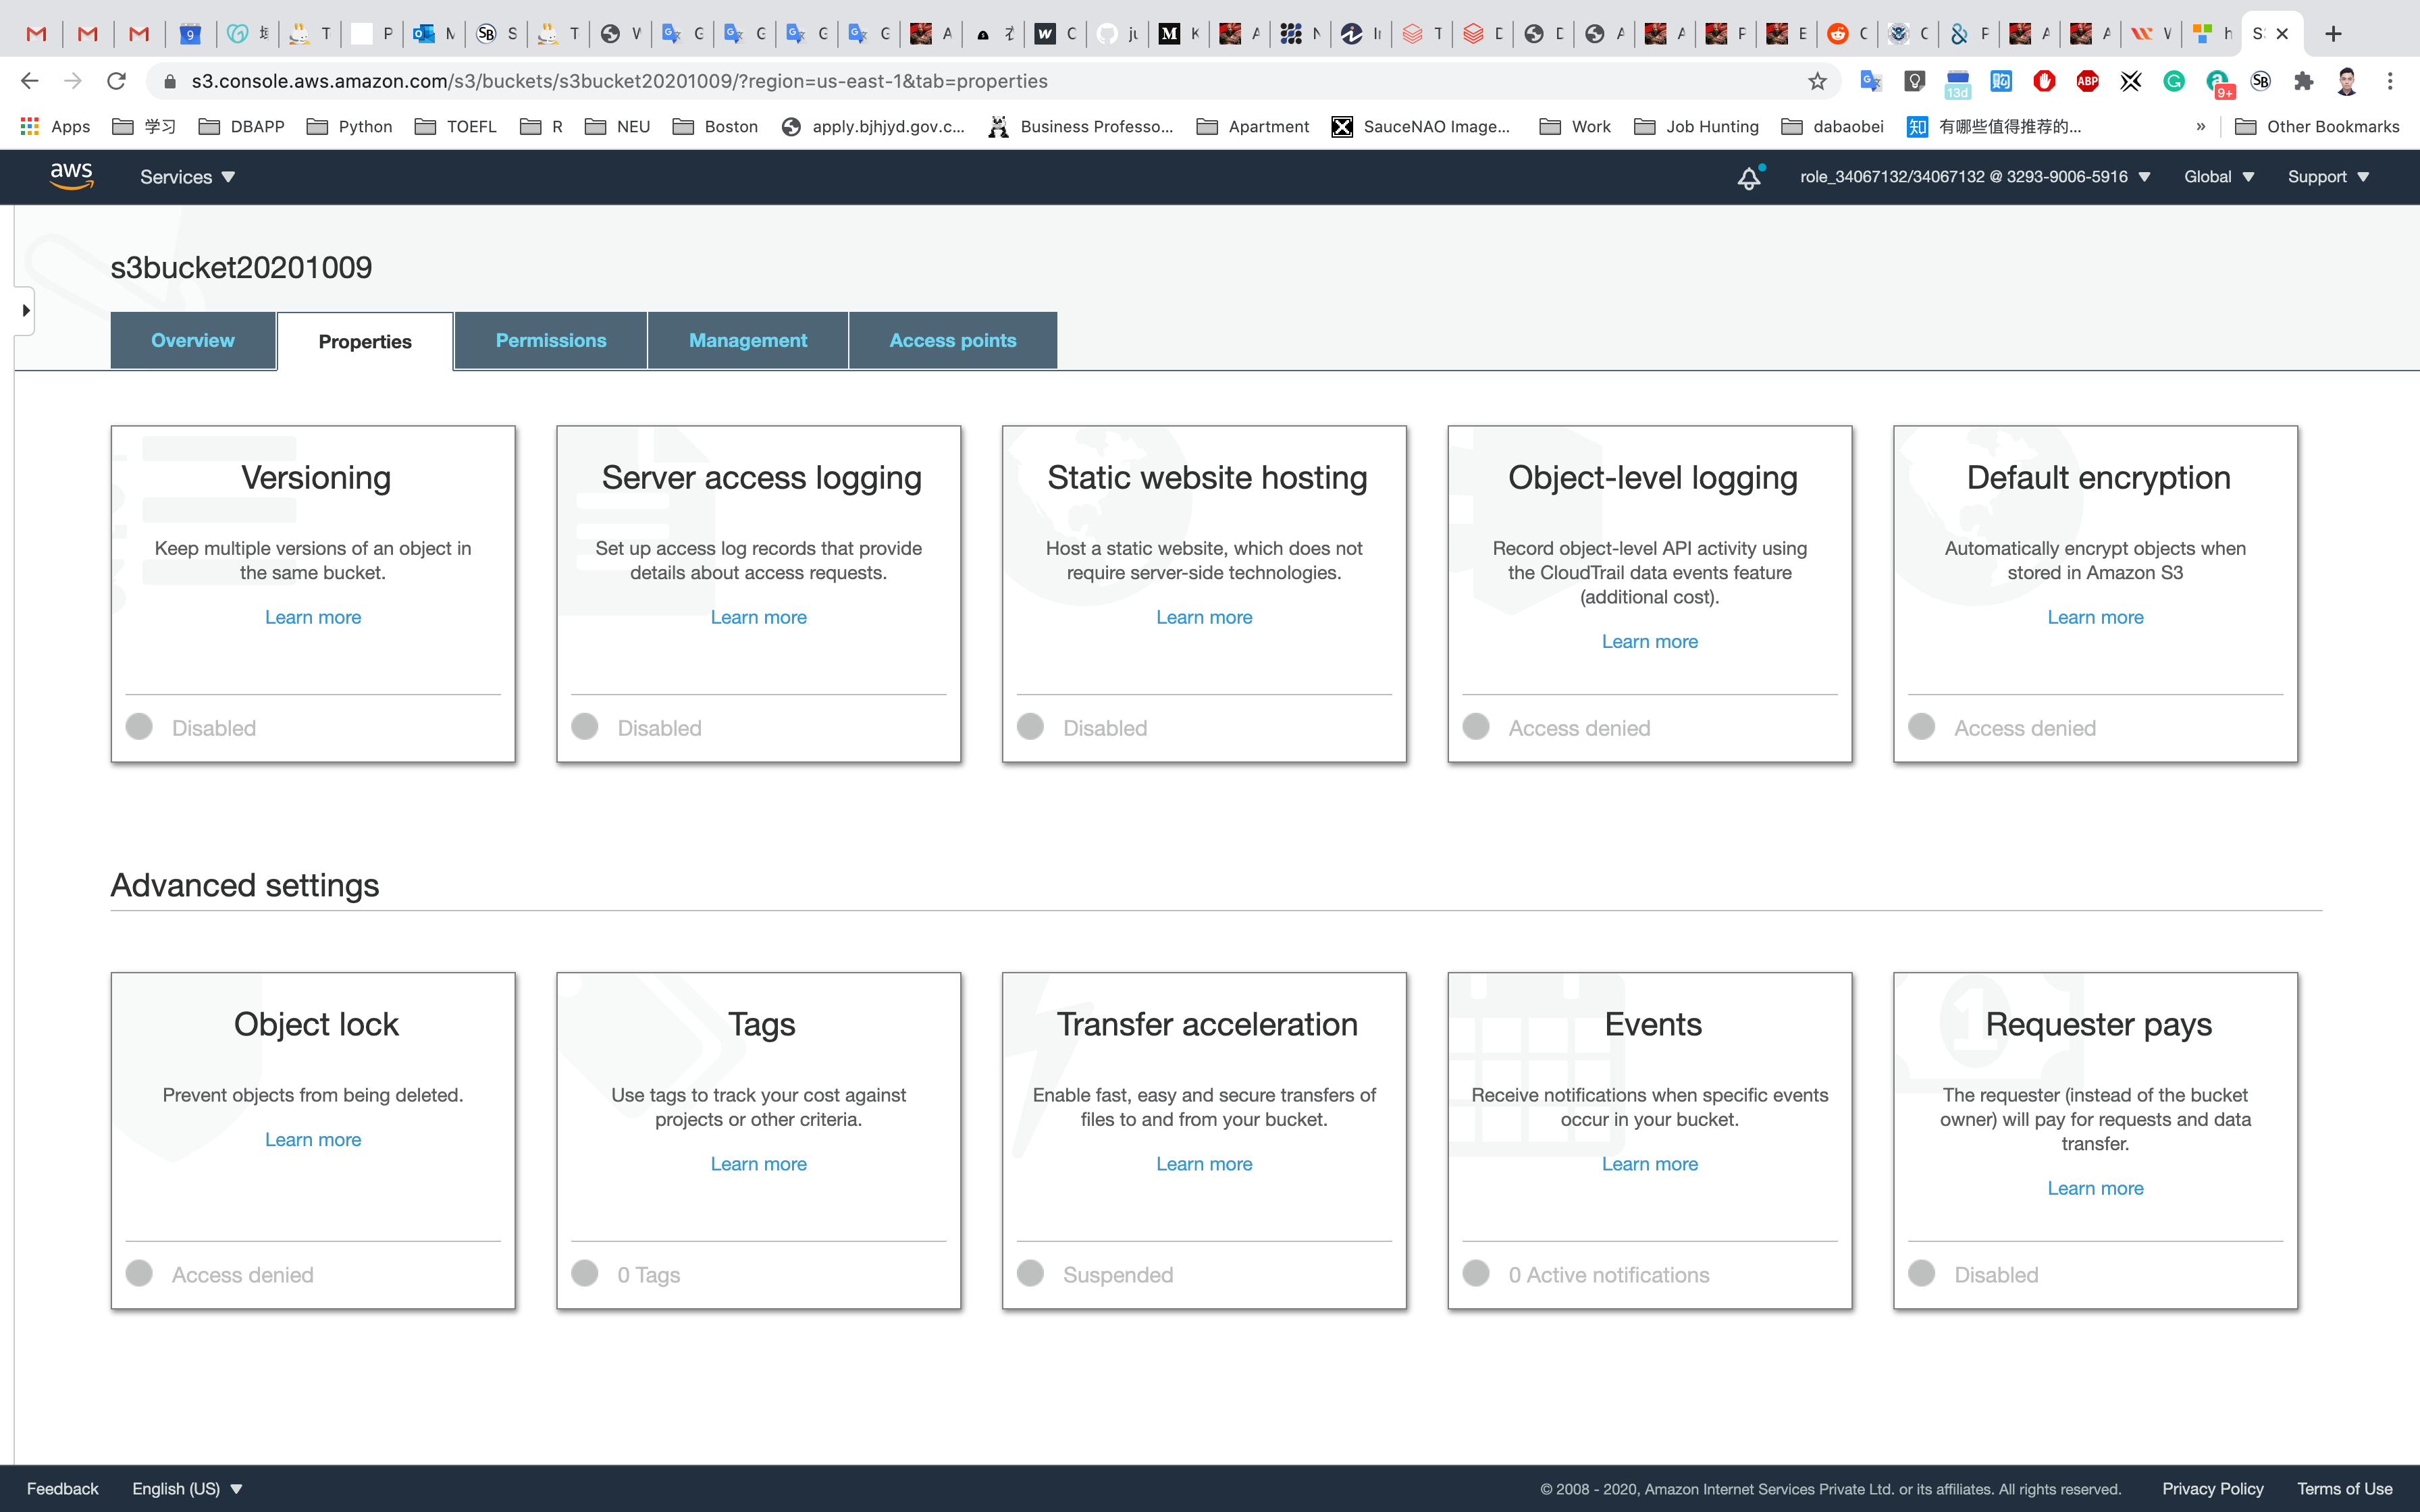 s3.console.aws.amazon.com/s3/buckets/s3bucket20201009/?region=us-east-1&tab=properties
13d
ABP
9+
Apps
学习
DBAPP
Python
TOEFL
R
NEU
Boston
apply.bjhjyd.gov.c...
Business Professo...
Apartment
SauceNAO Image...
Work
Job Hunting
dabaobei
知 有哪些值得推荐的...
»
Other Bookmarks
aws
Services
role_34067132/34067132 @ 3293-9006-5916
Global
Support
s3bucket20201009
Overview
Properties
Permissions
Management
Access points
Versioning
Keep multiple versions of an object in
the same bucket.
Learn more
Disabled
Server access logging
Set up access log records that provide
details about access requests.
Learn more
Disabled
Static website hosting
Host a static website, which does not
require server-side technologies.
Learn more
Disabled
Object-level logging
Record object-level API activity using
the CloudTrail data events feature
(additional cost).
Learn more
Access denied
Default encryption
Automatically encrypt objects when
stored in Amazon S3
Learn more
Access denied
Advanced settings
Object lock
Prevent objects from being deleted.
Learn more
Access denied
Tags
Use tags to track your cost against
projects or other criteria.
Learn more
0 Tags
Transfer acceleration
Enable fast, easy and secure transfers of
files to and from your bucket.
Learn more
Suspended
Events
Receive notifications when specific events
occur in your bucket.
Learn more
0 Active notifications
Requester pays
The requester (instead of the bucket
owner) will pay for requests and data
transfer.
Learn more
Disabled
Feedback
English (US)
© 2008 - 2020, Amazon Internet Services Private Ltd. or its affiliates. All rights reserved.
Privacy Policy
Terms of Use